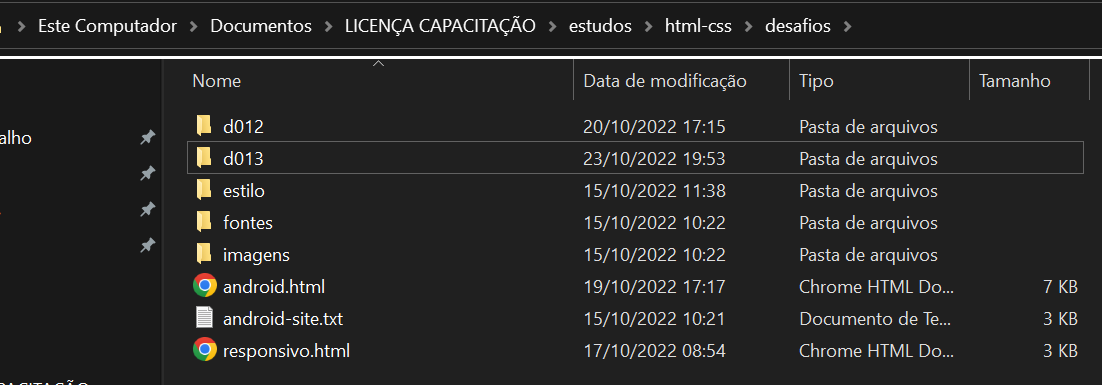 Este Computador > Documentos > LICENÇA CAPACITAÇÃO > estudos > html-css > desafios >
Nome Data de modificação Tipo Tamanho
d012 20/10/2022 17:15 Pasta de arquivos
alho d013 23/10/2022 19:53 Pasta de arquivos
estilo 15/10/2022 11:38 Pasta de arquivos
fontes 15/10/2022 10:22 Pasta de arquivos
imagens 15/10/2022 10:22 Pasta de arquivos
android.html 19/10/2022 17:17 Chrome HTML Do... 7 KB
android-site.txt 15/10/2022 10:21 Documento de Te... 3 KB
responsivo.html 17/10/2022 08:54 Chrome HTML Do... 3 KB